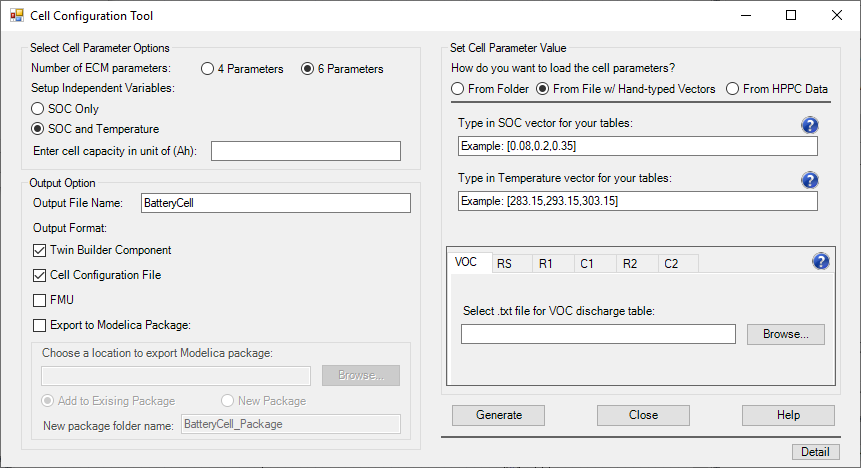 Cell Configuration Tool
Select Cell Parameter Options
Number of ECM parameters: 4 Parameters 6 Parameters
Setup Independent Variables:
SOC Only
SOC and Temperature
Enter cell capacity in unit of (Ah):
Output Option
Output File Name: BatteryCell
Output Format:
Twin Builder Component
Cell Configuration File
FMU
Export to Modelica Package:
Choose a location to export Modelica package:
Browse...
Add to Exising Package New Package
New package folder name: BatteryCell_Package
Set Cell Parameter Value
How do you want to load the cell parameters?
From Folder From File w/ Hand-typed Vectors From HPPC Data
Type in SOC vector for your tables: ?
Example: [0.08,0.2,0.35]
Type in Temperature vector for your tables: ?
Example: [283.15,293.15,303.15]
VOC RS R1 C1 R2 C2 ?
Select .txt file for VOC discharge table:
Browse...
Generate Close Help
Detail